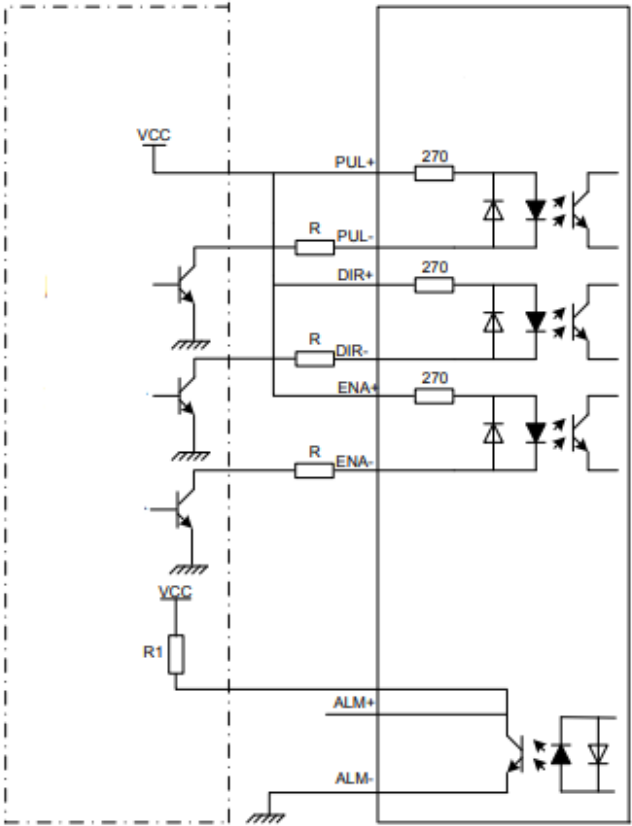 VCC
PUL+
270
R
PUL-
DIR+
270
R
DIR-
ENA+
270
R
ENA-
VCC
R1
ALM+
ALM-